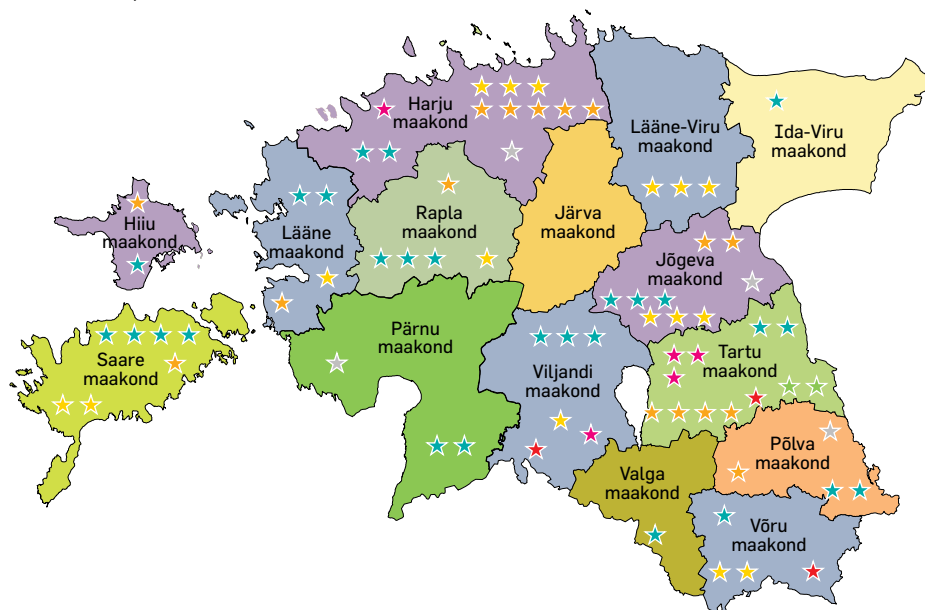 Harju
maakond
Lääne-Viru
maakond
Ida-Viru
maakond
Hiiu
maakond
Lääne
maakond
Rapla
maakond
Järva
maakond
Jõgeva
maakond
Saare
maakond
Pärnu
maakond
Viljandi
maakond
Tartu
maakond
Valga
maakond
Põlva
maakond
Võru
maakond